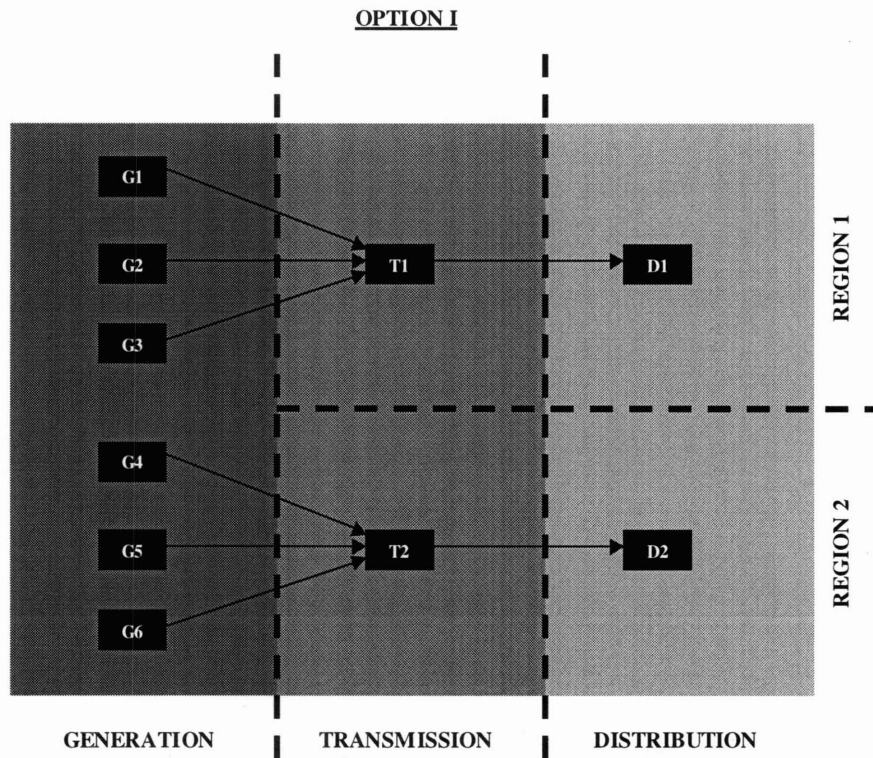 OPTION I
G1
G2
T1
D1
G3
REGION 1
G4
G5
T2
D2
G6
REGION 2
GENERATION
TRANSMISSION
DISTRIBUTION